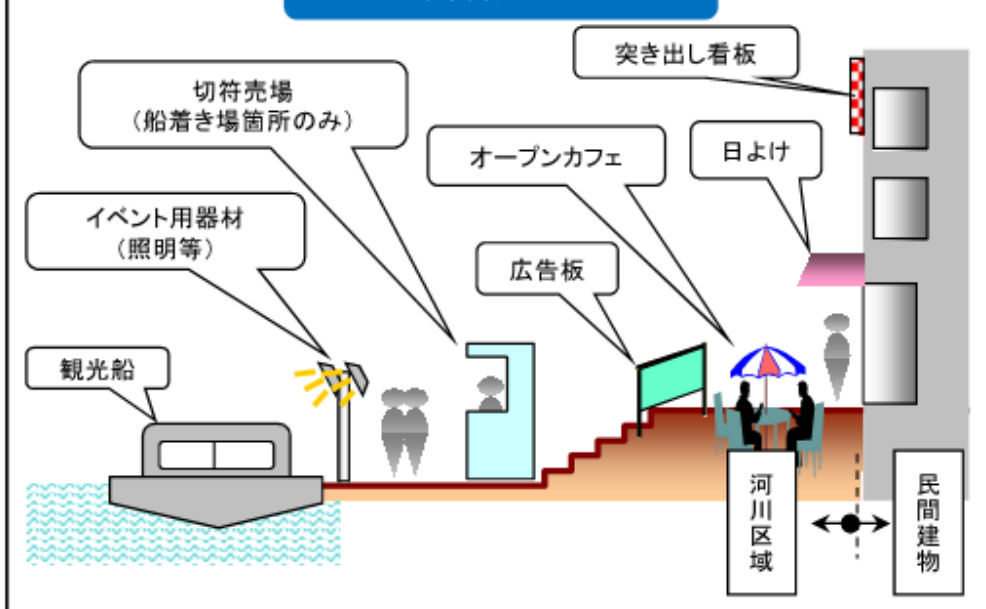 突き出し看板
切符売場
（船着き場箇所のみ）
オープンカフェ
日よけ
イベント用器材
（照明等）
広告板
観光船
河川区域
民間建物